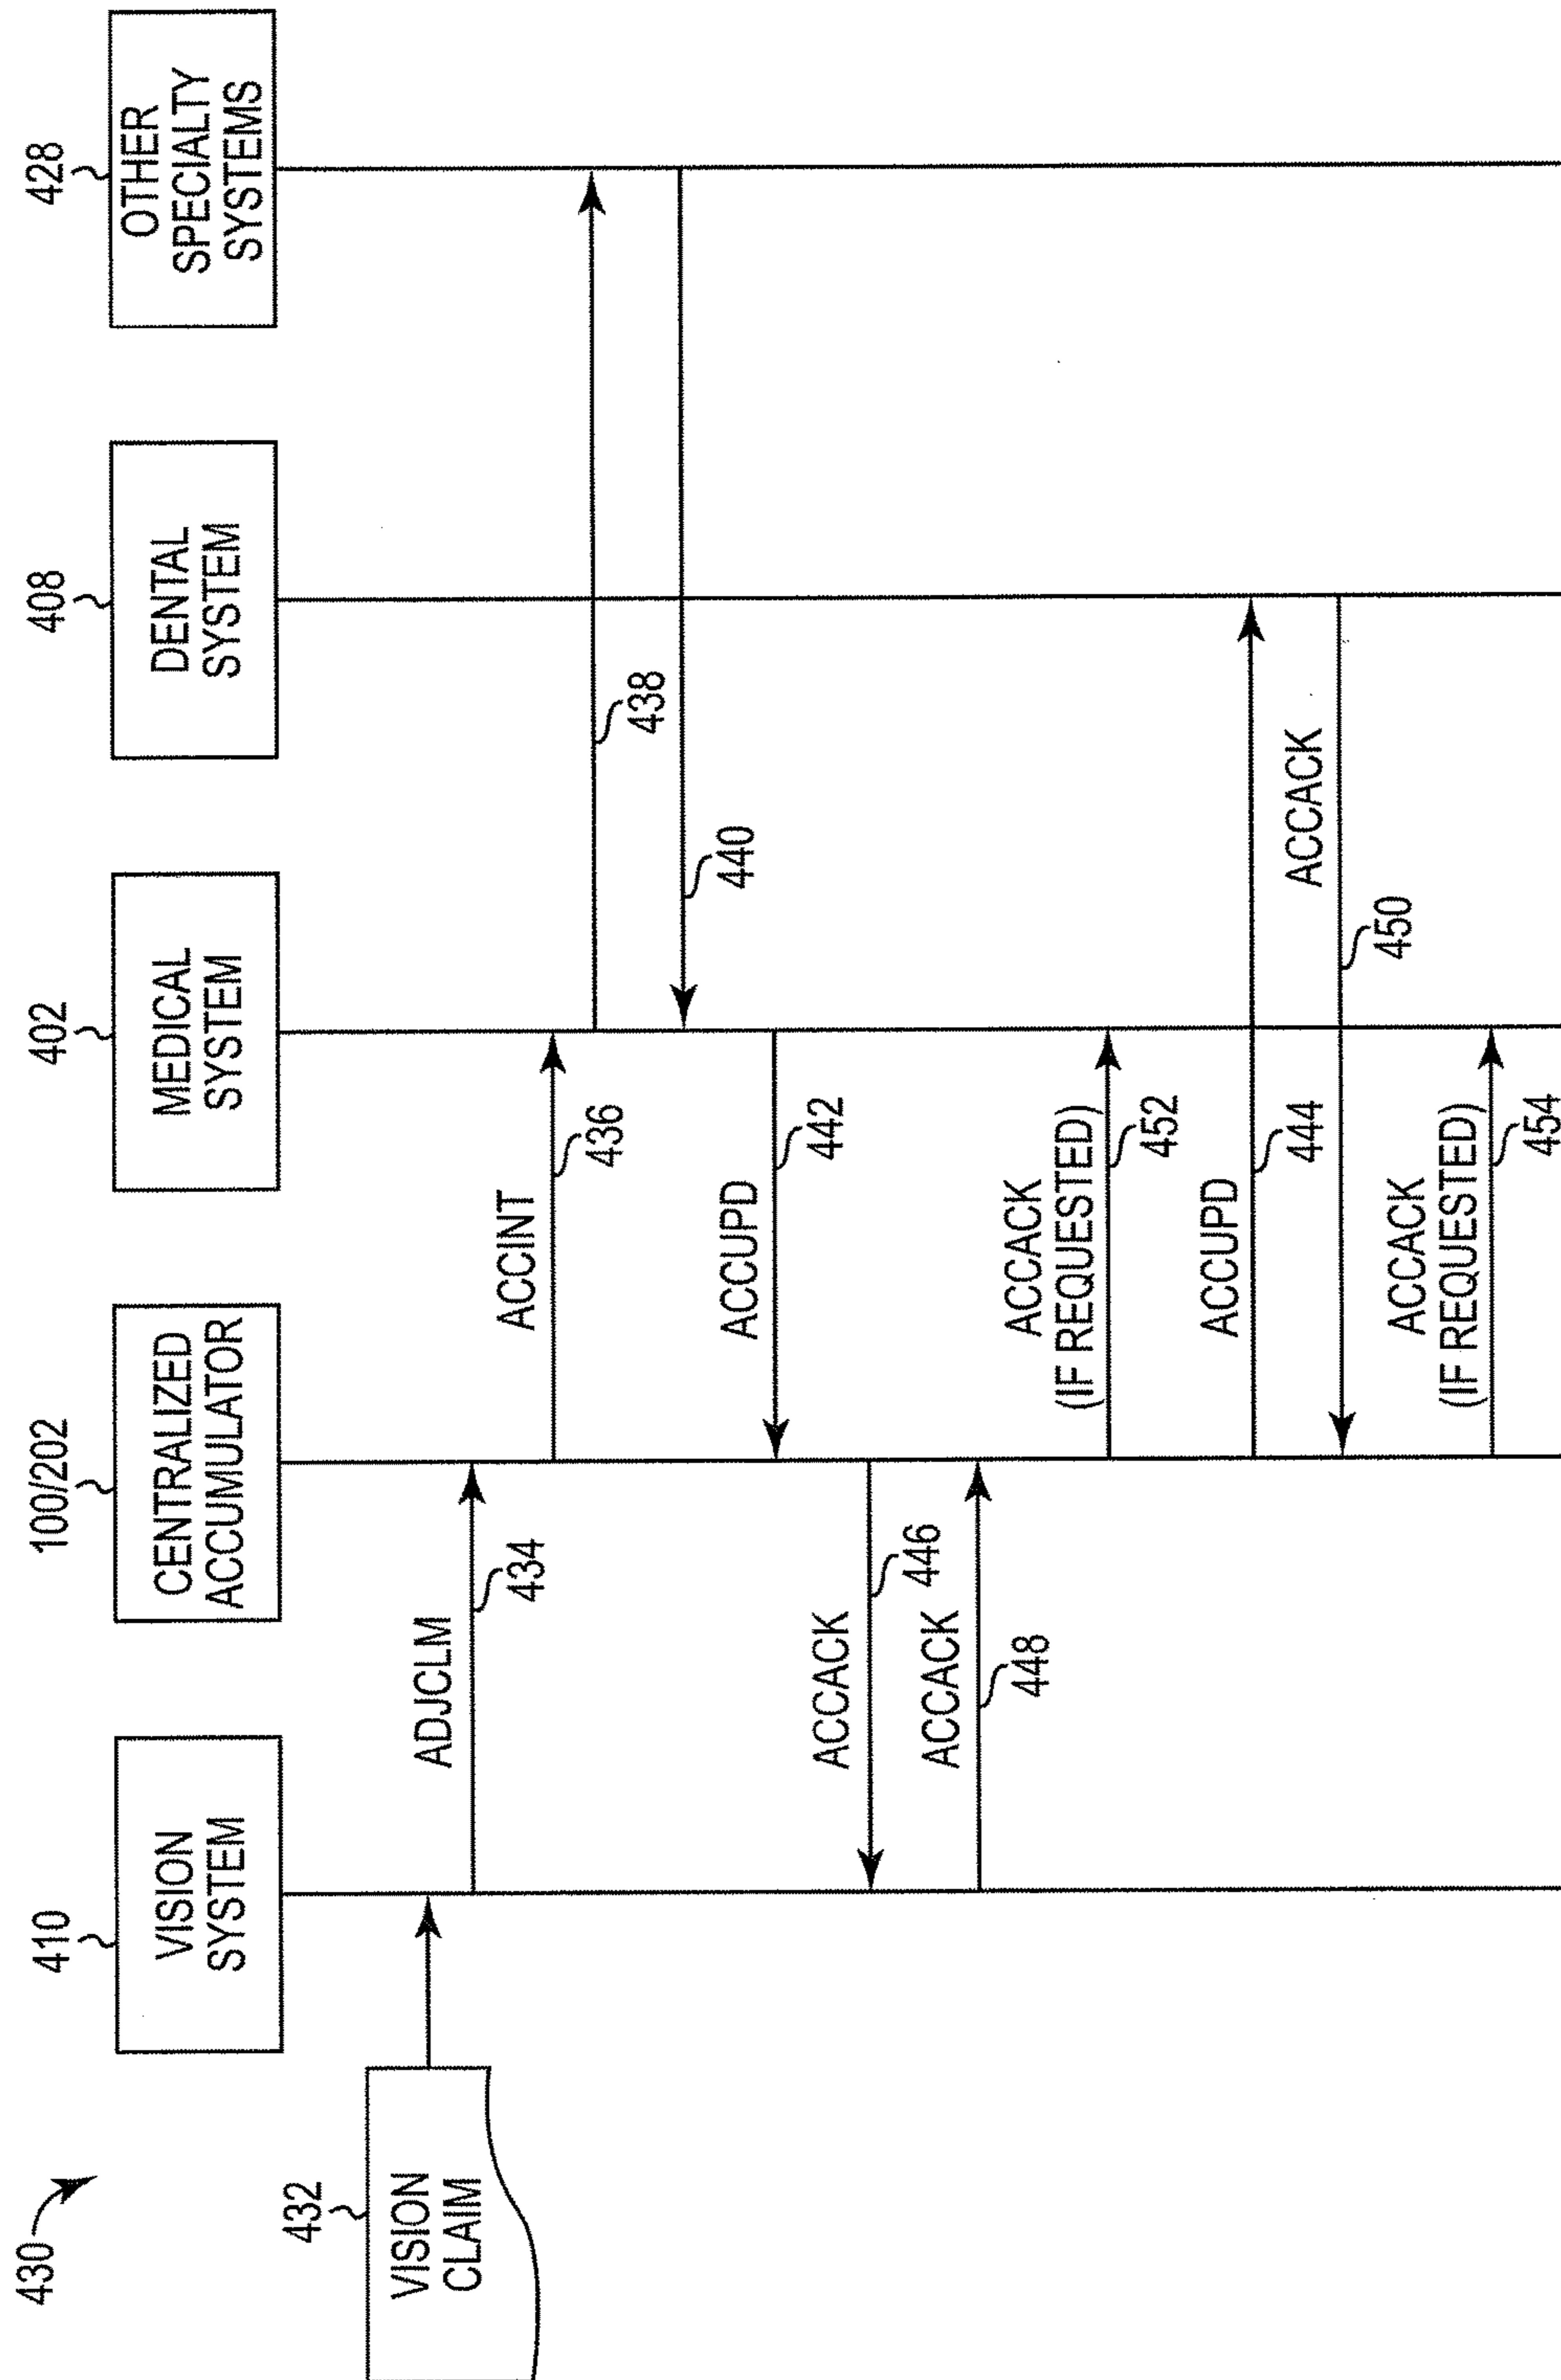 430
432
VISION
CLAIM
410
VISION
SYSTEM
100/202
CENTRALIZED
ACCUMULATOR
402
MEDICAL
SYSTEM
408
DENTAL
SYSTEM
428
OTHER
SPECIALTY
SYSTEMS
ADJCLM
434
ACCINT
436
438
440
ACCUPD
442
ACCACK
446
ACCACK
448
ACCACK
(IF REQUESTED)
452
ACCUPD
444
ACCACK
450
ACCACK
(IF REQUESTED)
454